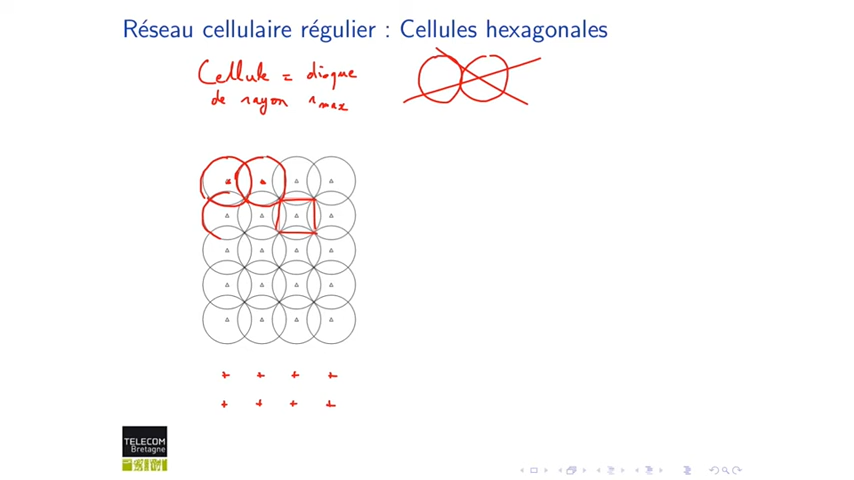 Réseau cellulaire régulier : Cellules hexagonales
Cellule = disque
de rayon rmax
TELECOM
Bretagne